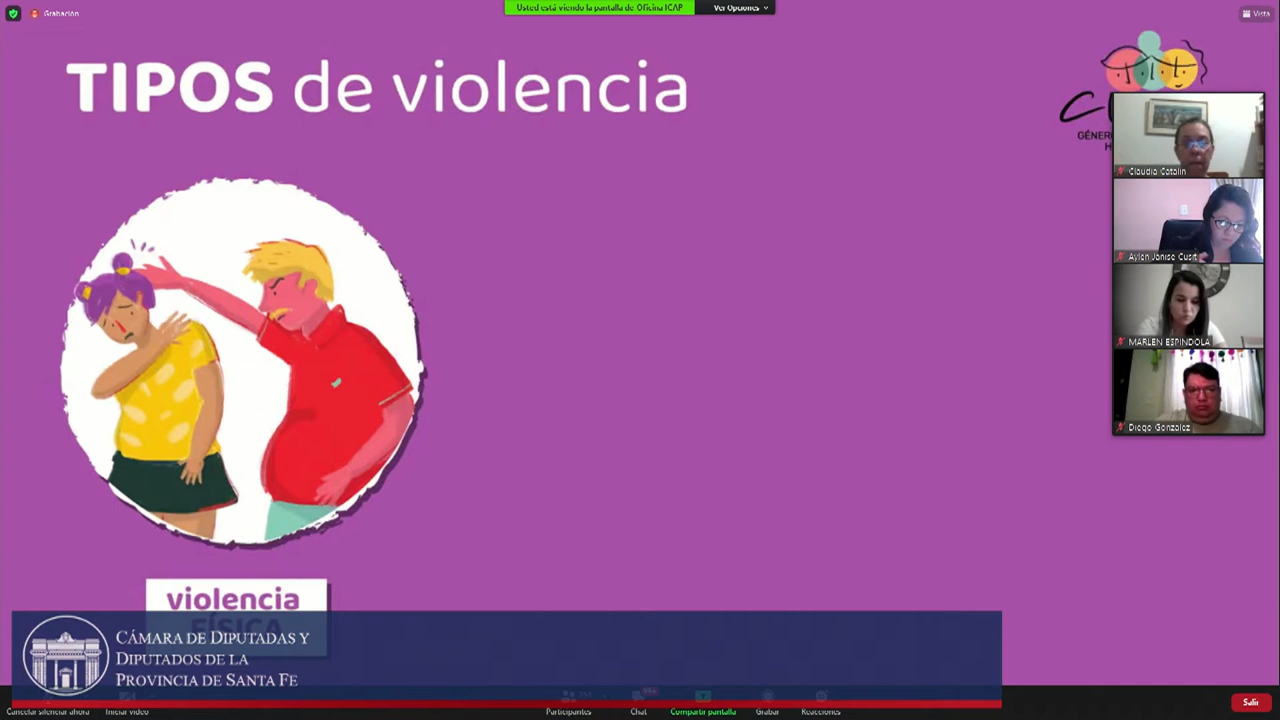 Grabación
Usted está viendo la pantalla de Oficina ICAP
Ver Opciones
Vista
TIPOS de violencia
Claudia Catalin
MARLEN ESPINDOLA
Diego González
violencia
FÍSICA
CÁMARA DE DIPUTADAS Y
DIPUTADOS DE LA
PROVINCIA DE SANTA FE
Cancelar silenciar ahora
Iniciar video
Participantes
Chat
Compartir pantalla
Grabar
Reacciones
Salir